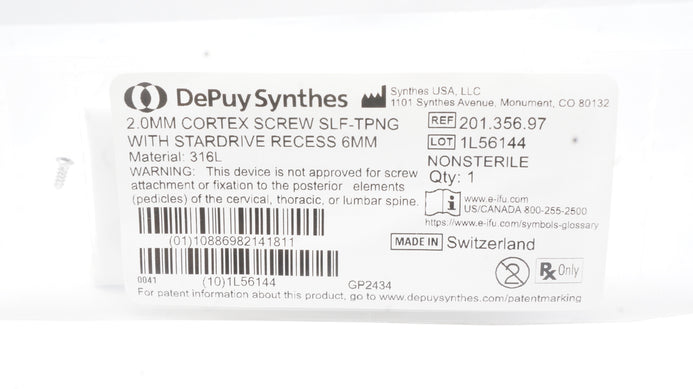 DePuy Synthes
Synthes USA, LLC
1101 Synthes Avenue, Monument, CO 80132
2.0MM CORTEX SCREW SLF-TPNG
WITH STARDRIVE RECESS 6MM
Material: 316L
REF 201.356.97
LOT 1L56144
NONSTERILE
Qty: 1
WARNING: This device is not approved for screw
attachment or fixation to the posterior elements
(pedicles) of the cervical, thoracic, or lumbar spine.
www.e-ifu.com
US/CANADA 800-255-2500
https://www.e-ifu.com/symbols-glossary
(01)10886982141811
MADE IN Switzerland
0041 (10)1L56144 GP2434
2
Rx Only
For patent information about this product, go to www.depuysynthes.com/patentmarking